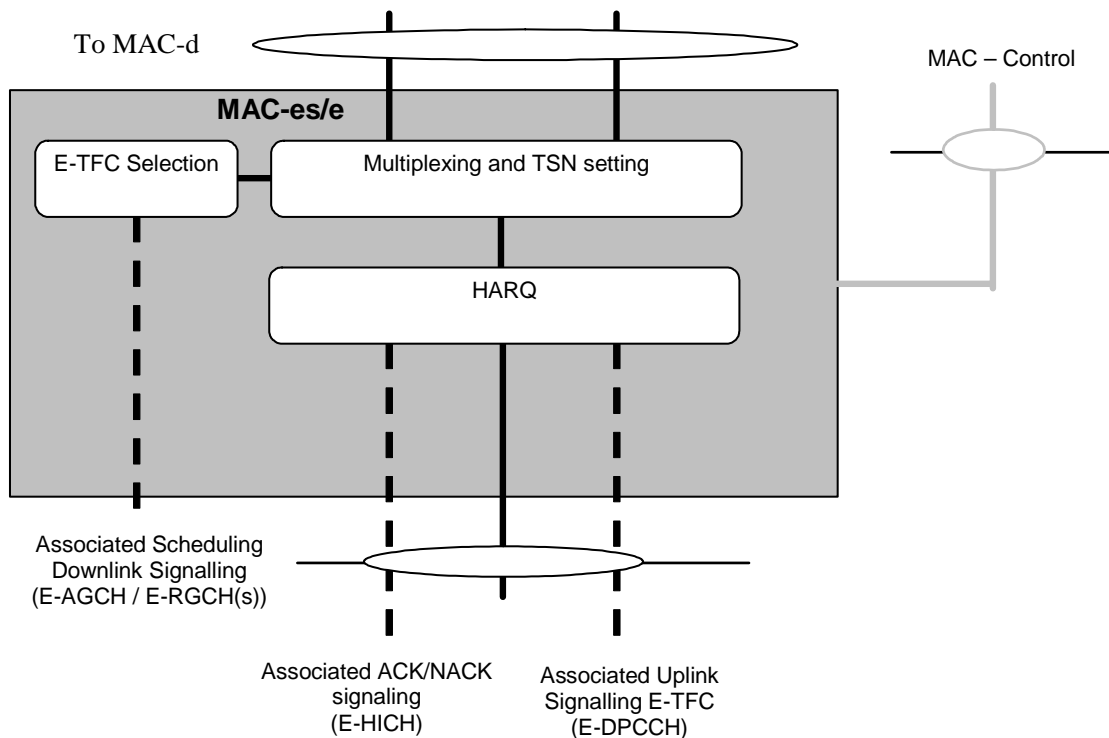 To MAC-d
MAC – Control
MAC-es/e
E-TFC Selection
Multiplexing and TSN setting
HARQ
Associated Scheduling
Downlink Signalling
(E-AGCH / E-RGCH(s))
Associated ACK/NACK
signaling
(E-HICH)
Associated Uplink
Signalling E-TFC
(E-DPCCH)